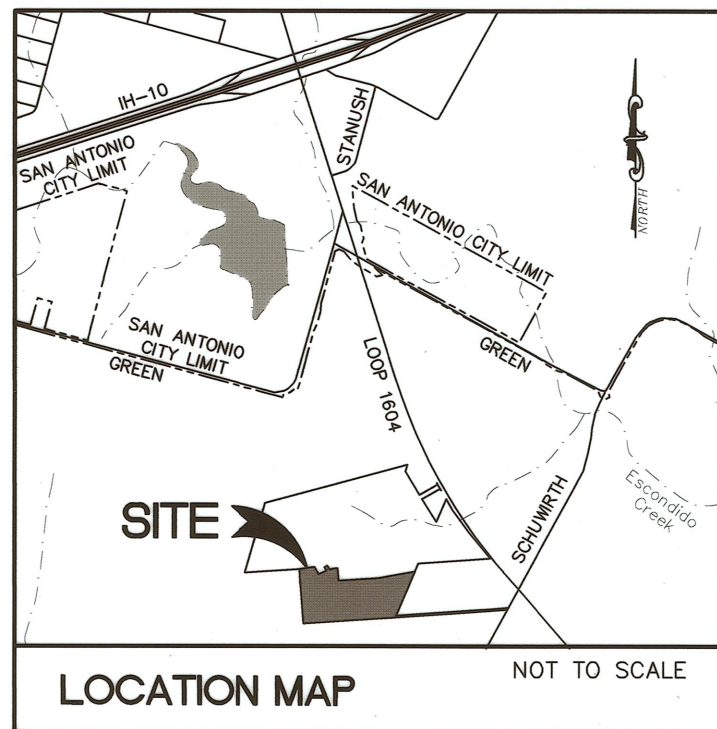 IH-10
STANUSH
SAN ANTONIO
CITY LIMIT
SAN ANTONIO CITY LIMIT
NORTH
SAN ANTONIO
CITY LIMIT
GREEN
LOOP 1604
GREEN
SITE
SCHUWIRTH
Escondido
Creek
LOCATION MAP
NOT TO SCALE